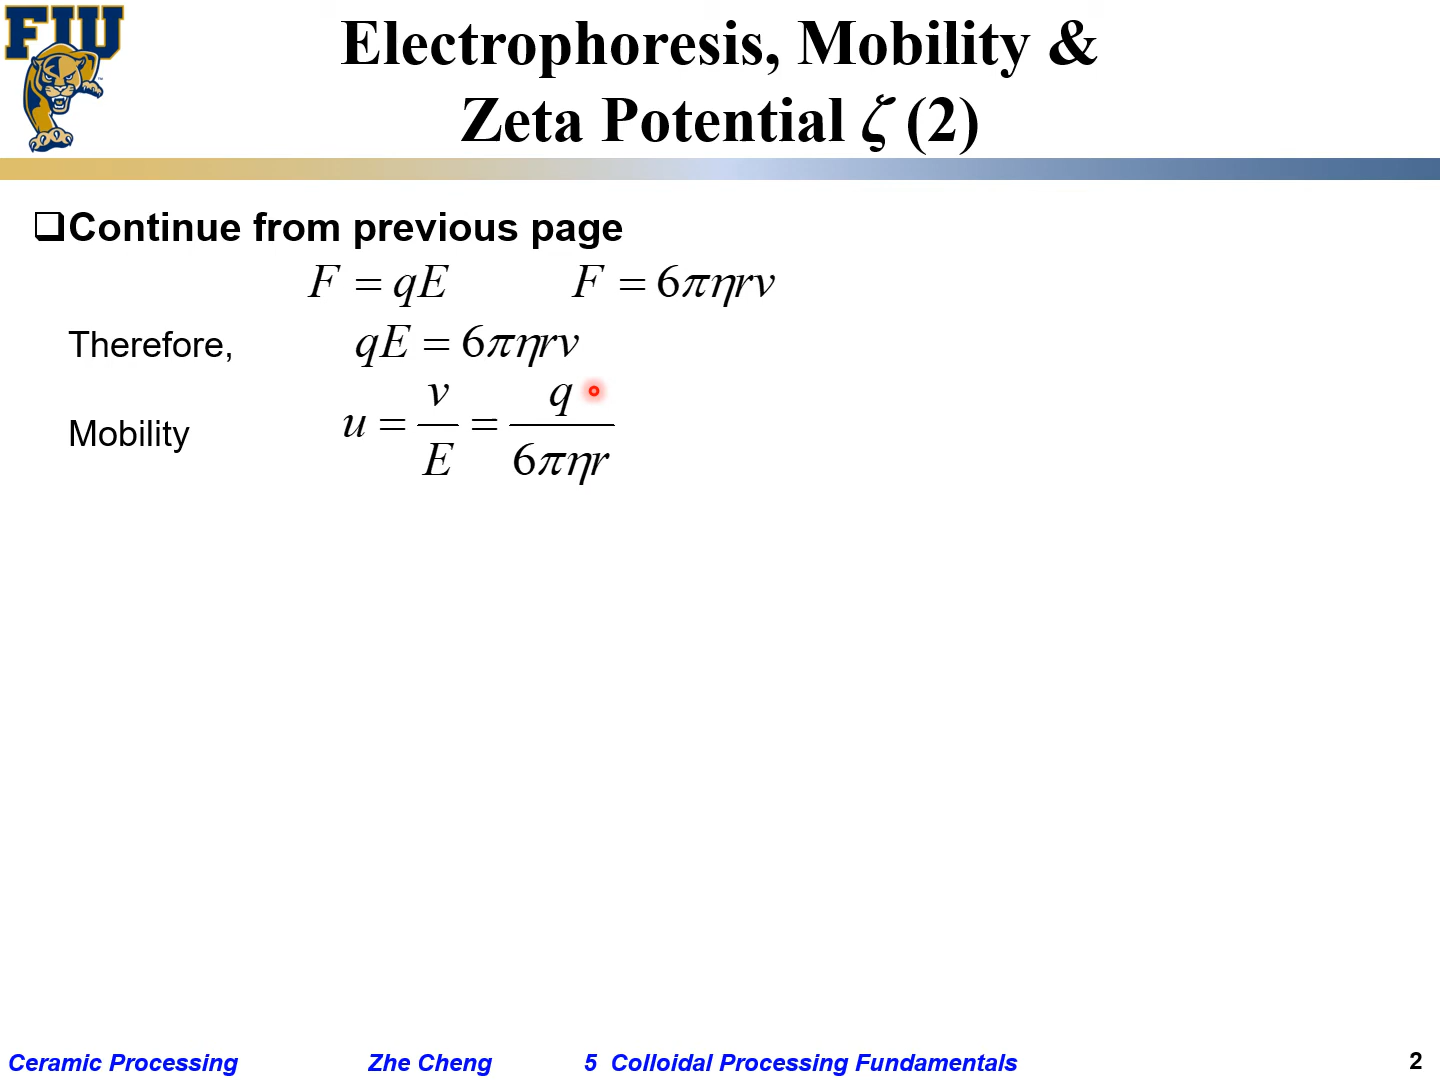 FIU
Electrophoresis, Mobility &
Zeta Potential ζ (2)
❑Continue from previous page
F = qE F = 6πηrv
Therefore, qE = 6πηrv
Mobility u = v/E = q/6πηr
Ceramic Processing Zhe Cheng 5 Colloidal Processing Fundamentals 2